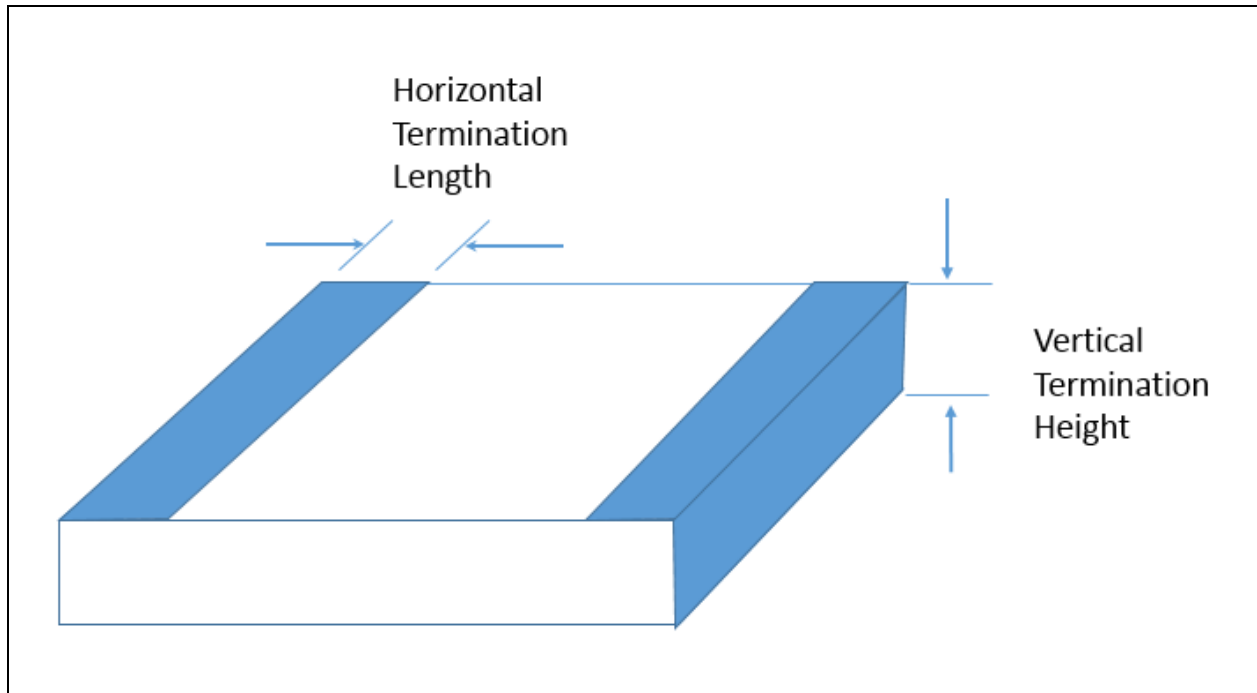 Horizontal
Termination
Length
Vertical
Termination
Height